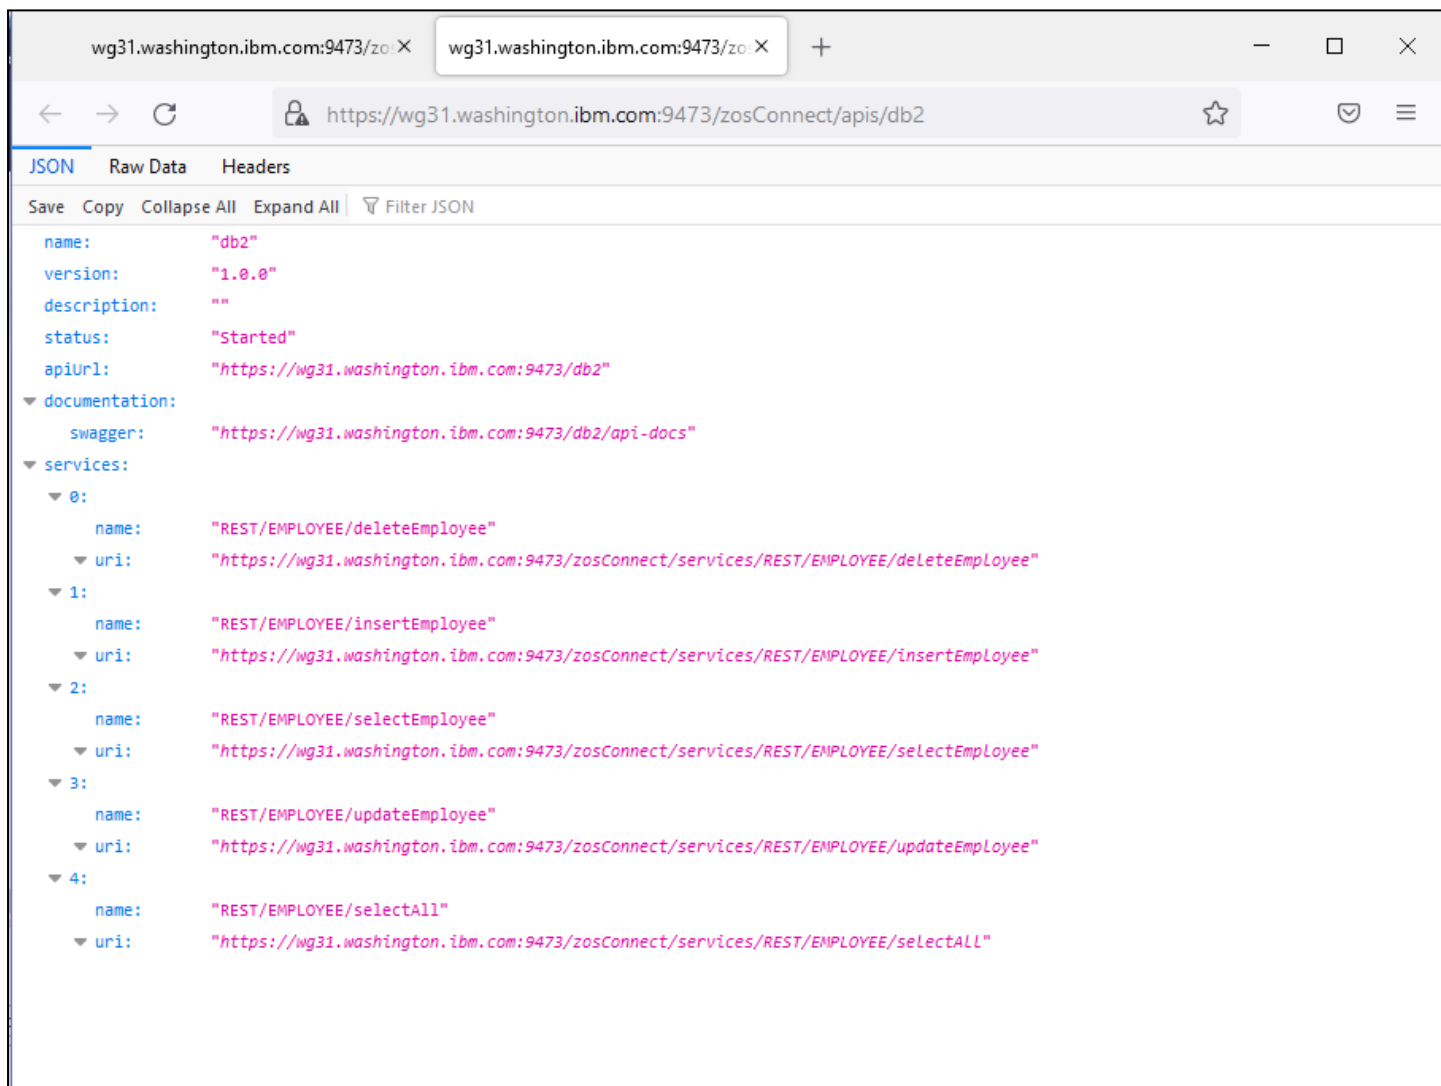 wg31.washington.ibm.com:9473/zo
wg31.washington.ibm.com:9473/zo
https://wg31.washington.ibm.com:9473/zosConnect/apis/db2
JSON Raw Data Headers
Save Copy Collapse All Expand All Filter JSON
name: "db2"
version: "1.0.0"
description: ""
status: "Started"
apiUrl: "https://wg31.washington.ibm.com:9473/db2"
documentation:
swagger: "https://wg31.washington.ibm.com:9473/db2/api-docs"
services:
0:
name: "REST/EMPLOYEE/deleteEmployee"
uri: "https://wg31.washington.ibm.com:9473/zosConnect/services/REST/EMPLOYEE/deleteEmployee"
1:
name: "REST/EMPLOYEE/insertEmployee"
uri: "https://wg31.washington.ibm.com:9473/zosConnect/services/REST/EMPLOYEE/insertEmployee"
2:
name: "REST/EMPLOYEE/selectEmployee"
uri: "https://wg31.washington.ibm.com:9473/zosConnect/services/REST/EMPLOYEE/selectEmployee"
3:
name: "REST/EMPLOYEE/updateEmployee"
uri: "https://wg31.washington.ibm.com:9473/zosConnect/services/REST/EMPLOYEE/updateEmployee"
4:
name: "REST/EMPLOYEE/selectAll"
uri: "https://wg31.washington.ibm.com:9473/zosConnect/services/REST/EMPLOYEE/selectAll"